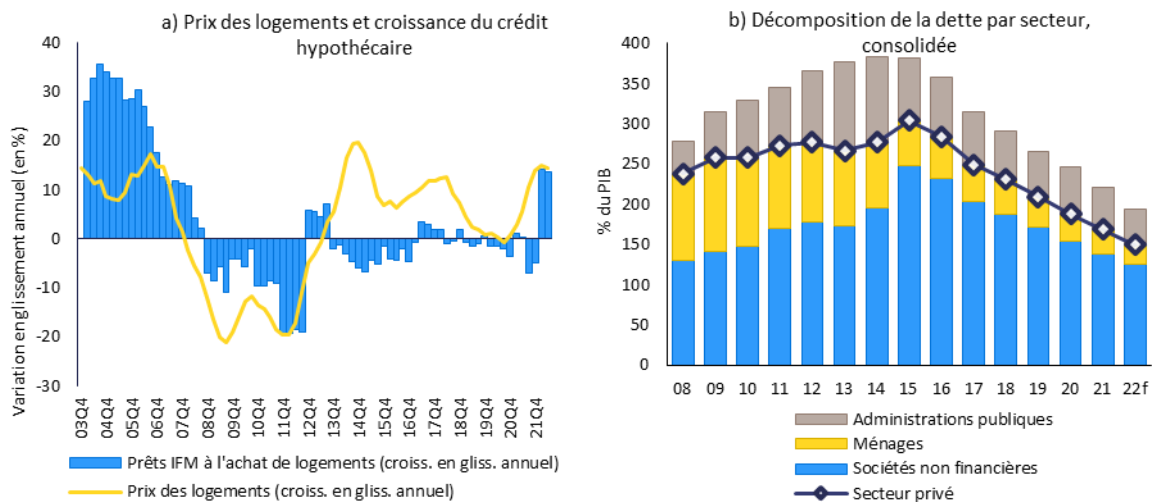 a) Prix des logements et croissance du crédit
hypothécaire
Variation englissement annuel (en%)
40
30
20
10
0
-10
-20
-30
03Q4
04Q4
05Q4
06Q4
07Q4
08Q4
09Q4
10Q4
11Q4
12Q4
13Q4
14Q4
15Q4
16Q4
17Q4
18Q4
19Q4
20Q4
21Q4
Prêts IFM à l'achat de logements (croiss. en gliss. annuel)
Prix des logements (croiss. en gliss. annuel)
b) Décomposition de la dette par secteur,
consolidée
% du PIB
400
350
300
250
200
150
100
50
0
08 09 10 11 12 13 14 15 16 17 18 19 20 21 22f
Administrations publiques
Ménages
Sociétés non financières
Secteur privé